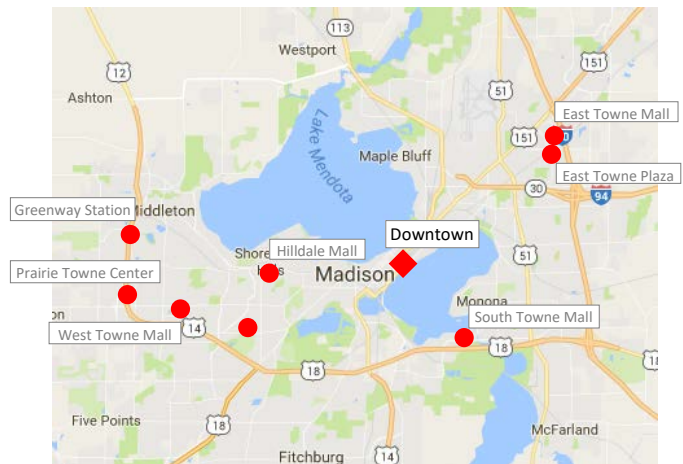 113
Westport
12
151
151
Ashton
51
East Towne Mall
151
Lake Mendota
Maple Bluff
East Towne Plaza
30
94
Greenway Station
Middleton
Downtown
Hilldale Mall
51
Madison
Prairie Towne Center
Monona
South Towne Mall
West Towne Mall
14
18
18
18
18
Five Points
McFarland
14
Fitchburg